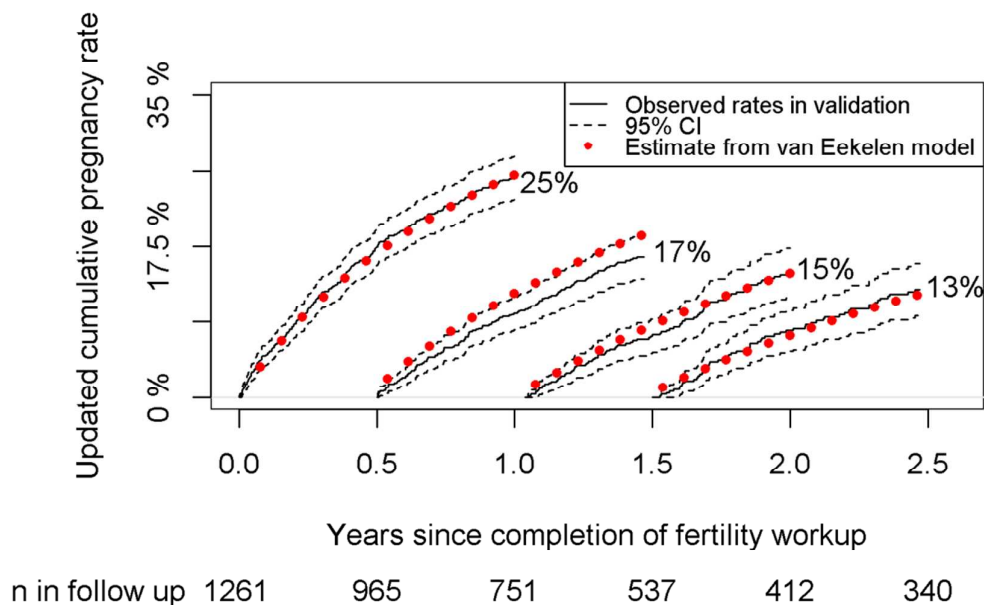 Updated cumulative pregnancy rate
35 %
17.5 %
0 %
Observed rates in validation
95% CI
Estimate from van Eekelen model
25%
17%
15%
13%
0.0 0.5 1.0 1.5 2.0 2.5
Years since completion of fertility workup
n in follow up 1261 965 751 537 412 340